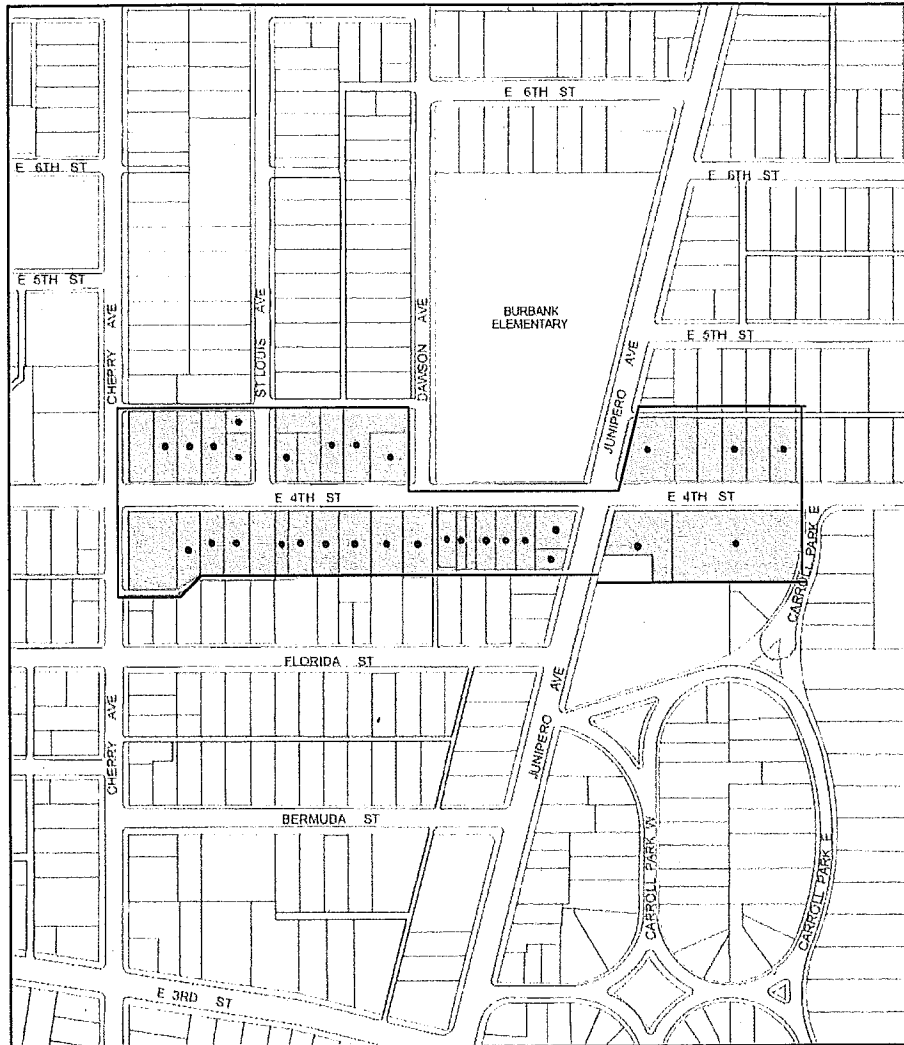 E 6TH ST
E 6TH ST
E 6TH ST
E 5TH ST
CHERRY AVE
ST LOUIS AVE
DAWSON AVE
BURBANK
ELEMENTARY
JUNIPERO AVE
E 5TH ST
E 4TH ST
E 4TH ST
CARROLL PARK E
FLORIDA ST
CHERRY AVE
JUNIPERO AVE
BERMUDA ST
CARROLL PARK W
CARROLL PARK E
E 3RD ST